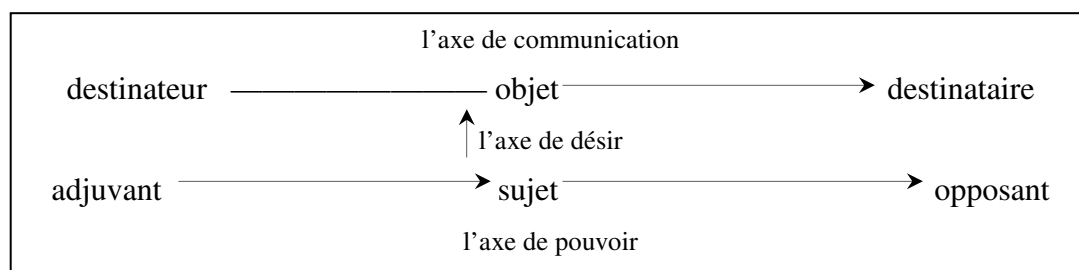 l’axe de communication
destinateur objet destinataire
l’axe de désir
adjuvant sujet opposant
l’axe de pouvoir